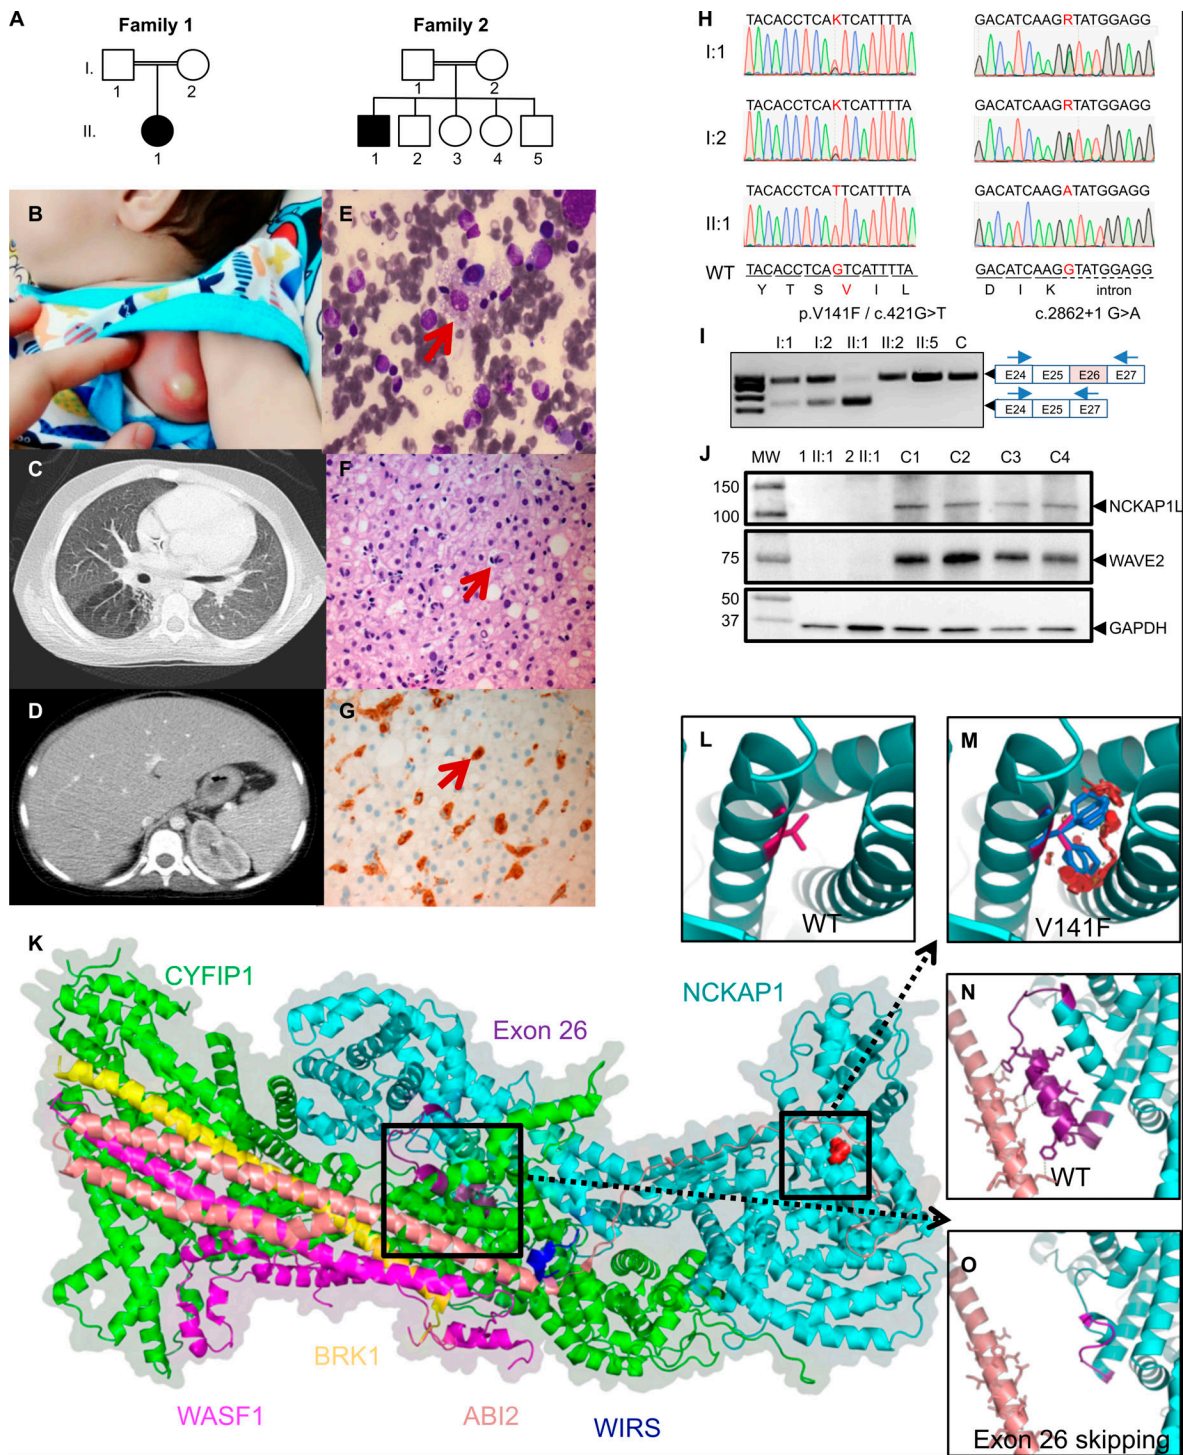 A
Family 1
Family 2
I.
1
2
1
2
II.
1
1
2
3
4
5
B
E
C
F
D
G
H
TACACCTCAKTCATTTTA
GACATCAAGRTATGGAGG
I:1
TACACCTCAKTCATTTTA
GACATCAAGRTATGGAGG
I:2
TACACCTCATTCATTTTA
GACATCAAGATATGGAGG
II:1
WT
TACACCTCAGTCATTTTA
GACATCAAGGTATGGAGG
Y T S V I L
D I K intron
p.V141F / c.421G>T
c.2862+1 G>A
I
I:1 I:2 II:1 II:2 II:5 C
E24 E25 E26 E27
E24 E25 E27
J
MW 1 II:1 2 II:1 C1 C2 C3 C4
150
100
NCKAP1L
75
WAVE2
50
37
GAPDH
L
WT
M
V141F
K
CYFIP1
Exon 26
NCKAP1
BRK1
WASF1
ABI2
WIRS
N
WT
O
Exon 26 skipping